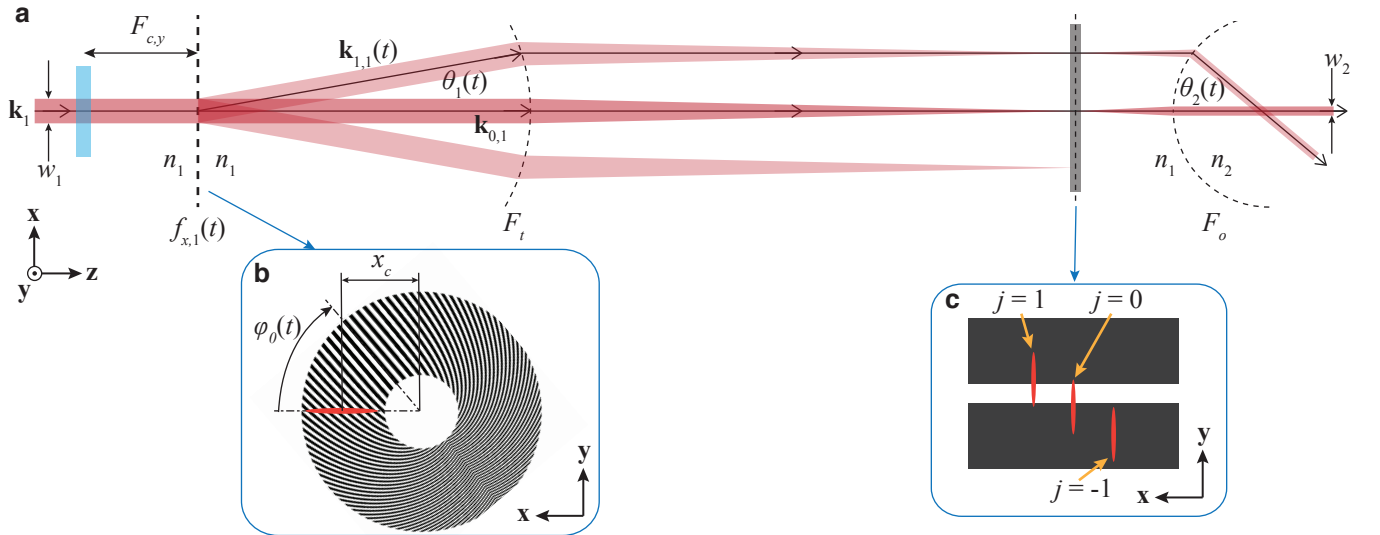 a
F_{c,y}
k_{1,1}(t)
θ_1(t)
θ_2(t)
w_2
k_1
k_{0,1}
w_1
n_1 n_1
n_1 n_2
x
f_{x,1}(t)
F_t
F_o
z
y
b
x_c
φ_0(t)
y
x
c
j = 1 j = 0
y
j = -1
x